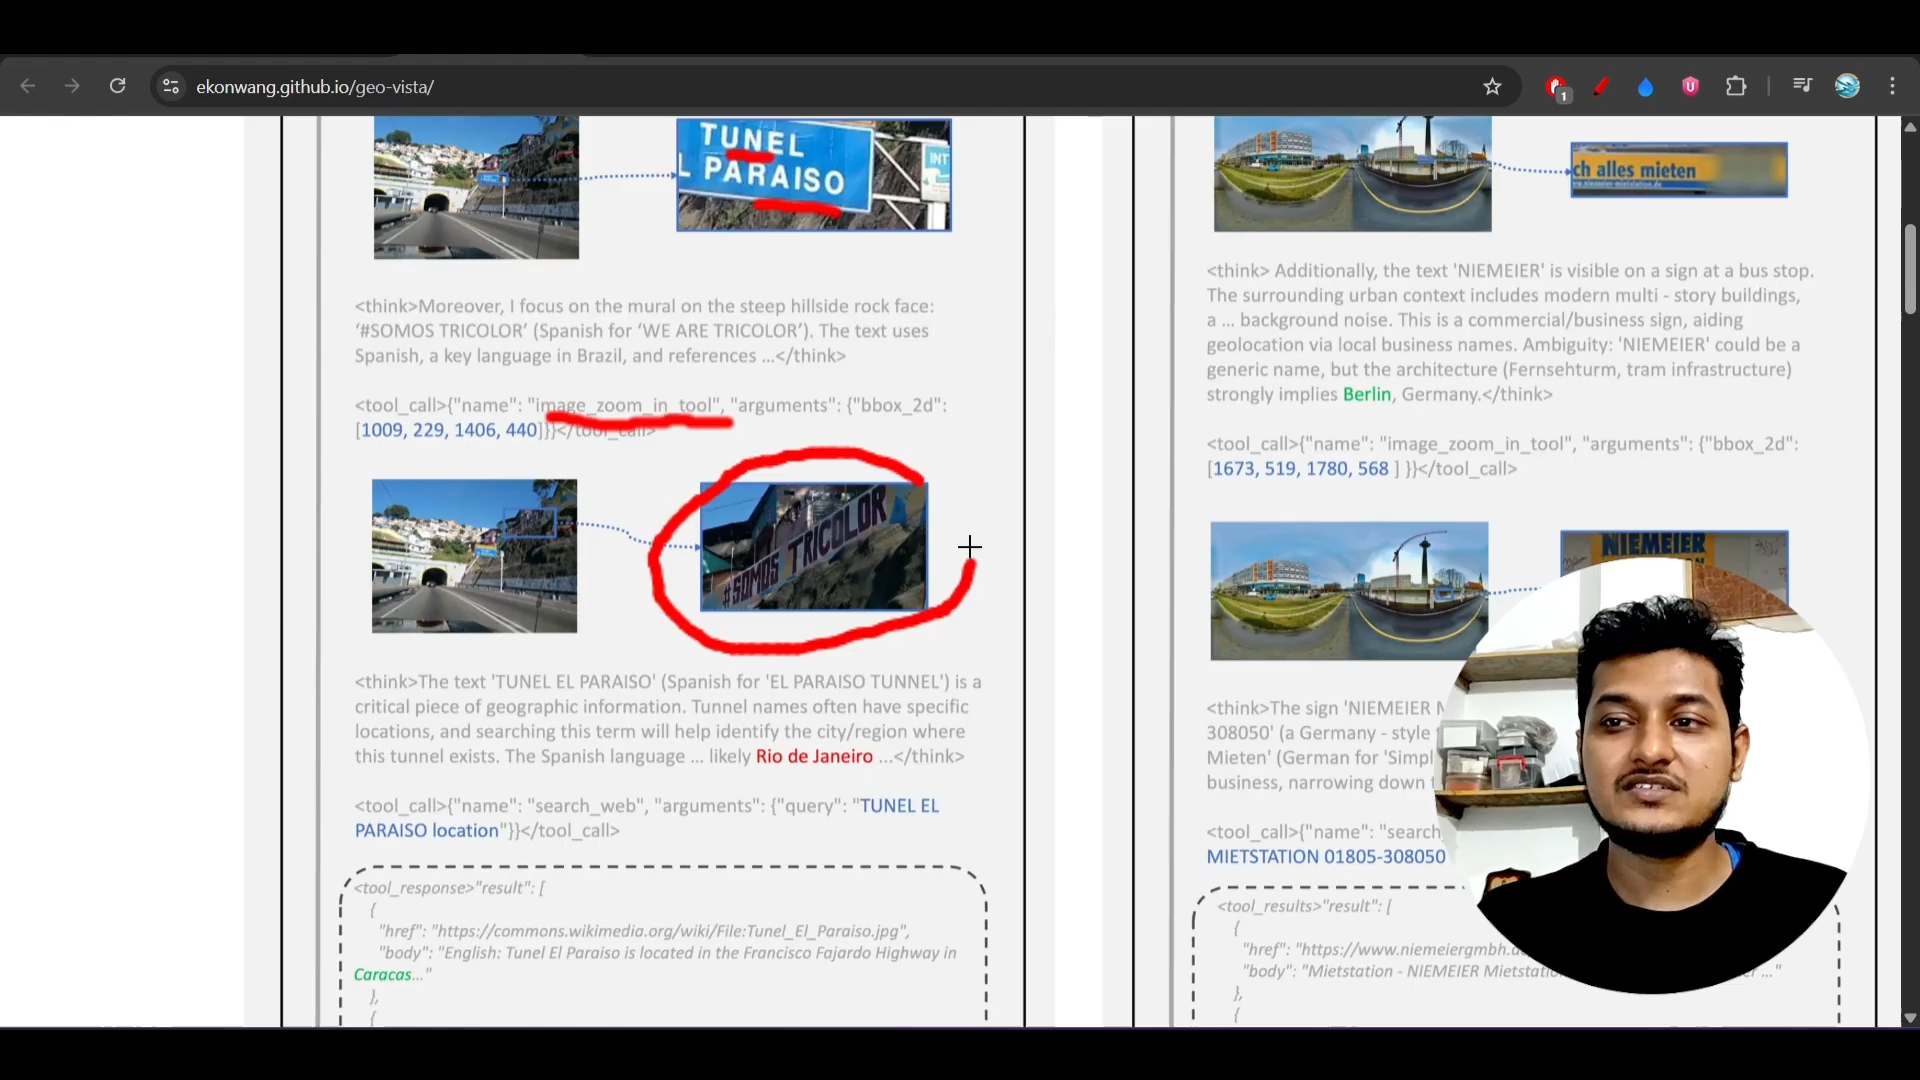 ekonwang.github.io/geo-vista/
1
TUNEL
L PARAISO
INT
<think>Moreover, I focus on the mural on the steep hillside rock face:
‘#SOMOS TRICOLOR’ (Spanish for ‘WE ARE TRICOLOR’). The text uses
Spanish, a key language in Brazil, and references ...</think>
<tool_call>{"name": "image_zoom_in_tool", "arguments": {"bbox_2d":
[1009, 229, 1406, 440]}}</tool_call>
#SOMOS TRICOLOR
<think>The text 'TUNEL EL PARAISO' (Spanish for 'EL PARAISO TUNNEL') is a
critical piece of geographic information. Tunnel names often have specific
locations, and searching this term will help identify the city/region where
this tunnel exists. The Spanish language ... likely Rio de Janeiro ...</think>
<tool_call>{"name": "search_web", "arguments": {"query": "TUNEL EL
PARAISO location"}}</tool_call>
<tool_response>"result": [
{
"href": "https://commons.wikimedia.org/wiki/File:Tunel_El_Paraiso.jpg",
"body": "English: Tunel El Paraiso is located in the Francisco Fajardo Highway in
Caracas..."
},
{
ch alles mieten
<think> Additionally, the text 'NIEMEIER' is visible on a sign at a bus stop.
The surrounding urban context includes modern multi - story buildings,
a ... background noise. This is a commercial/business sign, aiding
geolocation via local business names. Ambiguity: 'NIEMEIER' could be a
generic name, but the architecture (Fernsehturm, tram infrastructure)
strongly implies Berlin, Germany.</think>
<tool_call>{"name": "image_zoom_in_tool", "arguments": {"bbox_2d":
[1673, 519, 1780, 568 ] }}</tool_call>
NIEMEIER
<think>The sign 'NIEMEIER
308050' (a Germany - style
Mieten' (German for 'Simpl
business, narrowing down
<tool_call>{"name": "search
MIETSTATION 01805-308050
<tool_results>"result": [
{
"href": "https://www.niemeiergmbh.d
"body": "Mietstation - NIEMEIER Mietstatio ..."
},
{